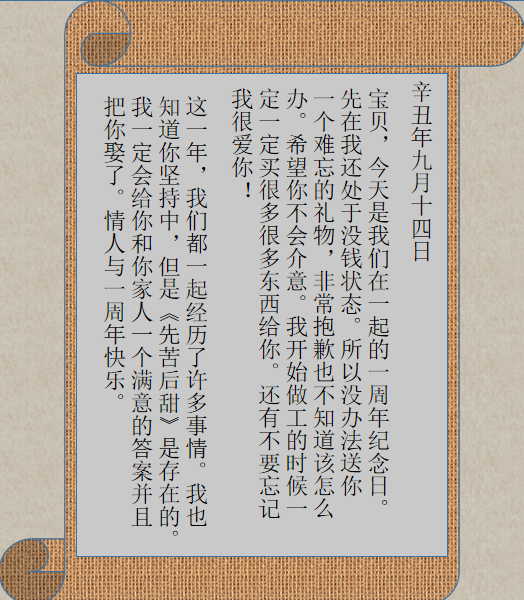 辛丑年九月十四日
宝贝，今天是我们在一起的一周年纪念日。
先在我还处于没钱状态。所以没办法送你
一个难忘的礼物，非常抱歉也不知道该怎么
办。希望你不会介意。我开始做工的时候一
定一定买很多很多东西给你。还有不要忘记
我很爱你！
这一年，我们都一起经历了许多事情。我也
知道你坚持中，但是《先苦后甜》是存在的。
我一定会给你和你家人一个满意的答案并且
把你娶了。情人与一周年快乐。